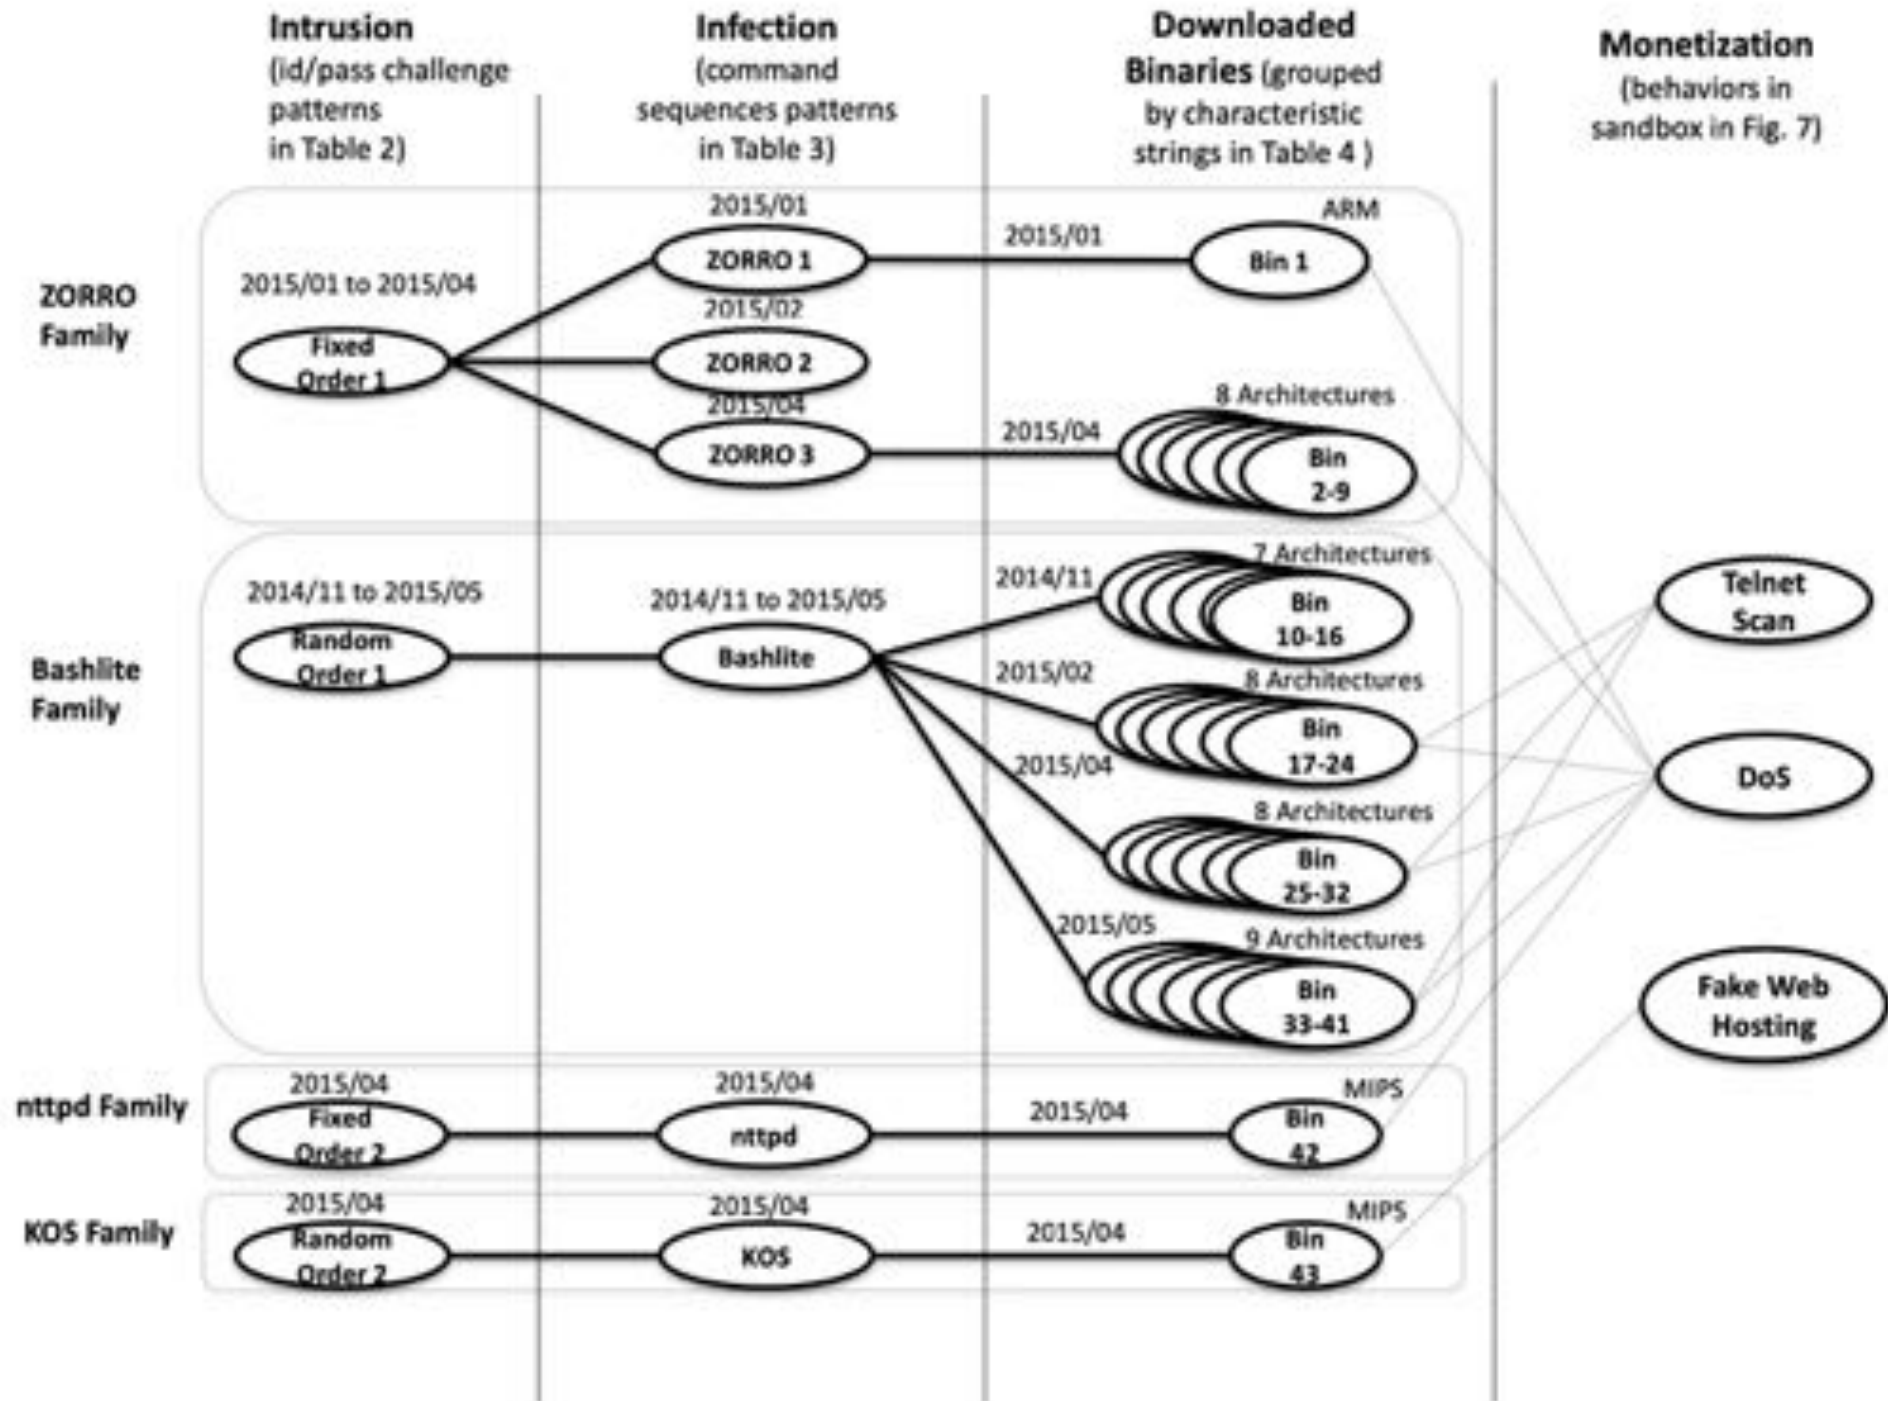 Intrusion
(id/pass challenge
patterns
in Table 2)
Infection
(command
sequences patterns
in Table 3)
Downloaded
Binaries (grouped
by characteristic
strings in Table 4 )
Monetization
(behaviors in
sandbox in Fig. 7)
ZORRO
Family
2015/01 to 2015/04
Fixed
Order 1
2015/01
ZORRO 1
2015/02
ZORRO 2
2015/04
ZORRO 3
2015/01
ARM
Bin 1
2015/04
8 Architectures
Bin
2-9
Bashlite
Family
2014/11 to 2015/05
Random
Order 1
2014/11 to 2015/05
Bashlite
2014/11
7 Architectures
Bin
10-16
2015/02
8 Architectures
Bin
17-24
2015/04
8 Architectures
Bin
25-32
2015/05
9 Architectures
Bin
33-41
Telnet
Scan
DoS
Fake Web
Hosting
nttpd Family
2015/04
Fixed
Order 2
2015/04
nttpd
2015/04
MIPS
Bin
42
KOS Family
2015/04
Random
Order 2
2015/04
KOS
2015/04
MIPS
Bin
43